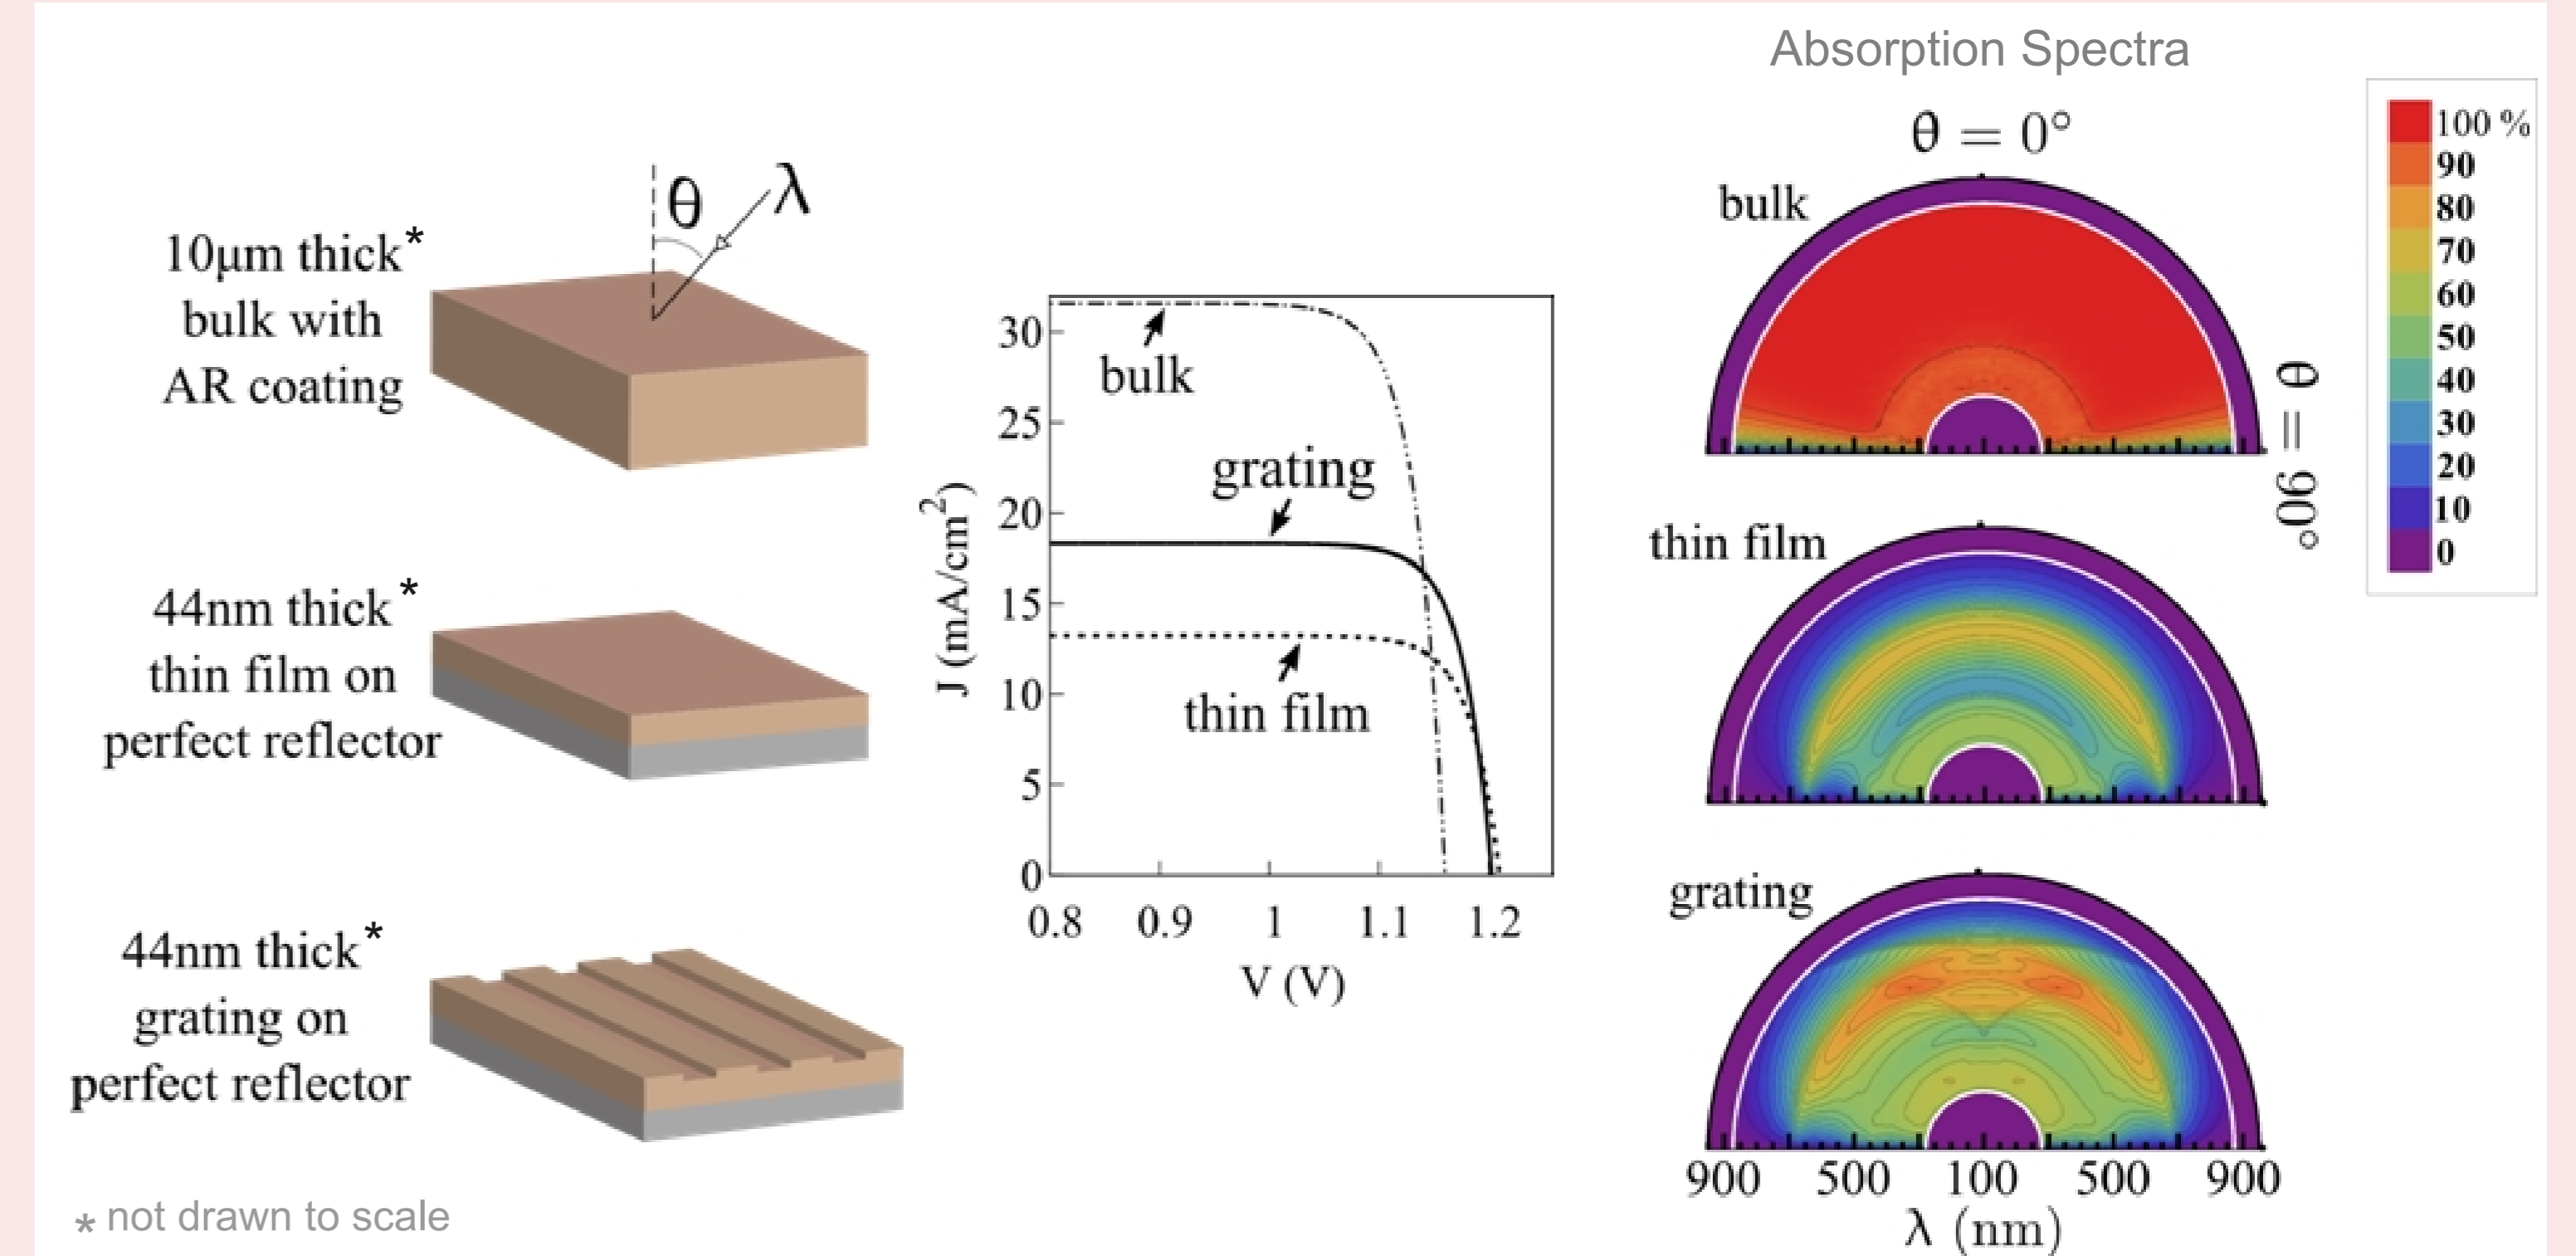 Absorption Spectra
10μm thick*
bulk with
AR coating
θ
λ
44nm thick*
thin film on
perfect reflector
44nm thick*
grating on
perfect reflector
* not drawn to scale
J (mA/cm²)
30
25
20
15
10
5
0
bulk
grating
thin film
0.8 0.9 1 1.1 1.2
V (V)
θ = 0°
bulk
θ = 90°
thin film
grating
900 500 100 500 900
λ (nm)
100 %
90
80
70
60
50
40
30
20
10
0